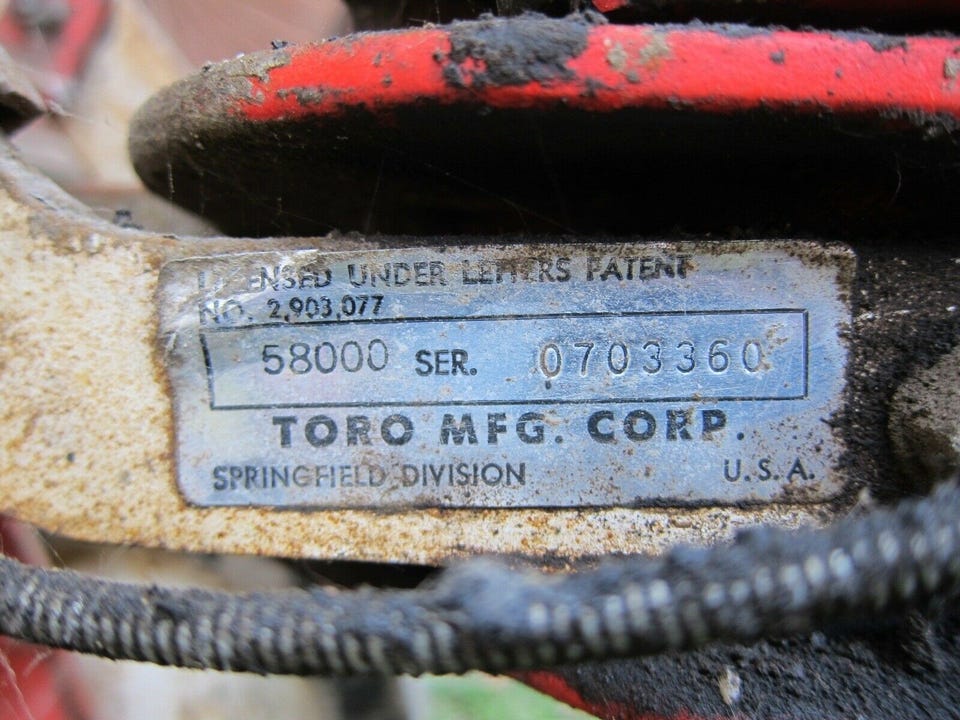 LICENSED UNDER LETTERS PATENT
NO. 2,903,077
58000 SER. 0703360
TORO MFG. CORP.
SPRINGFIELD DIVISION U.S.A.